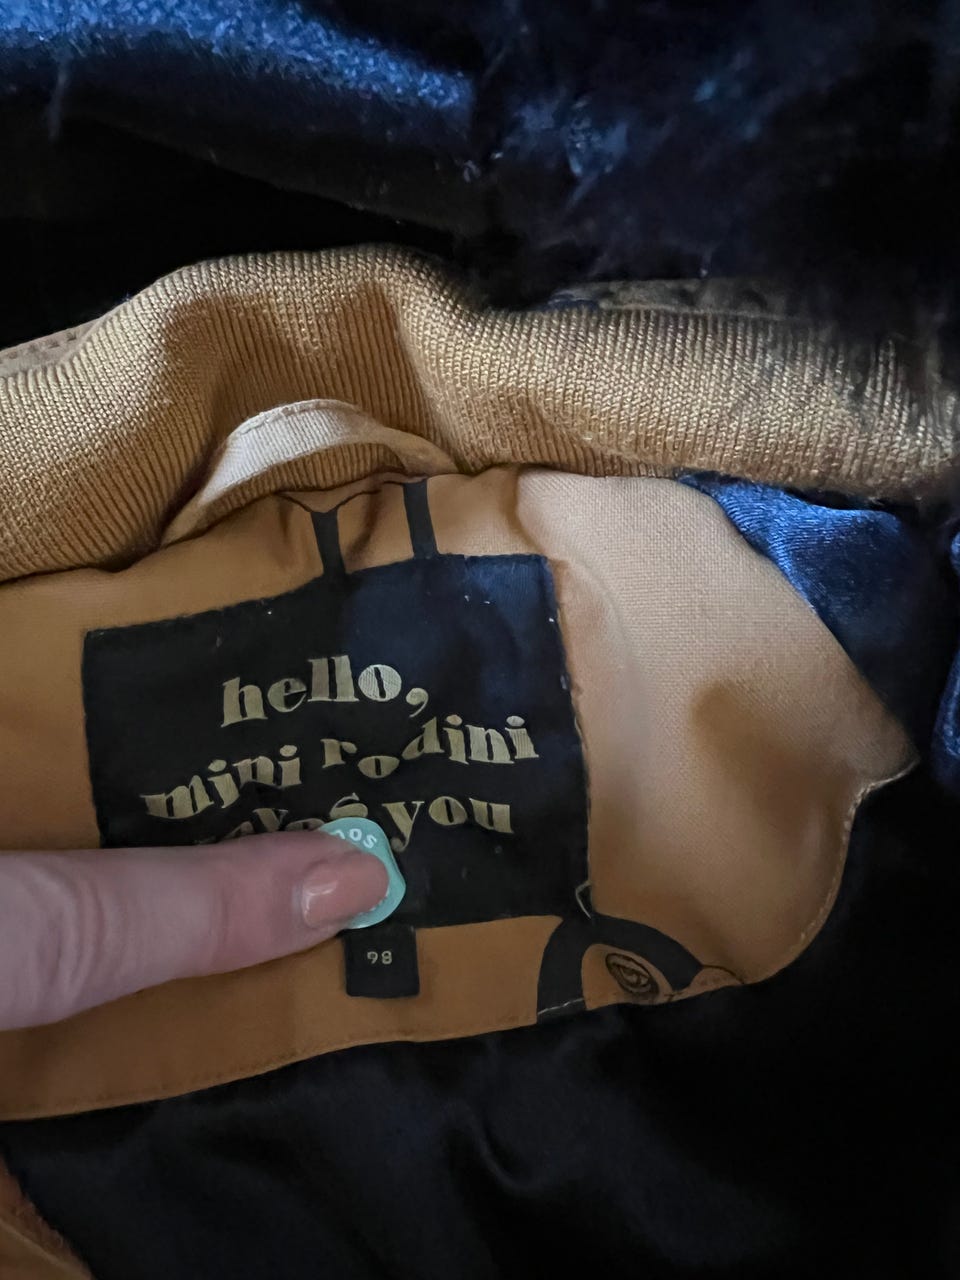 hello,
mini rodini
you
98